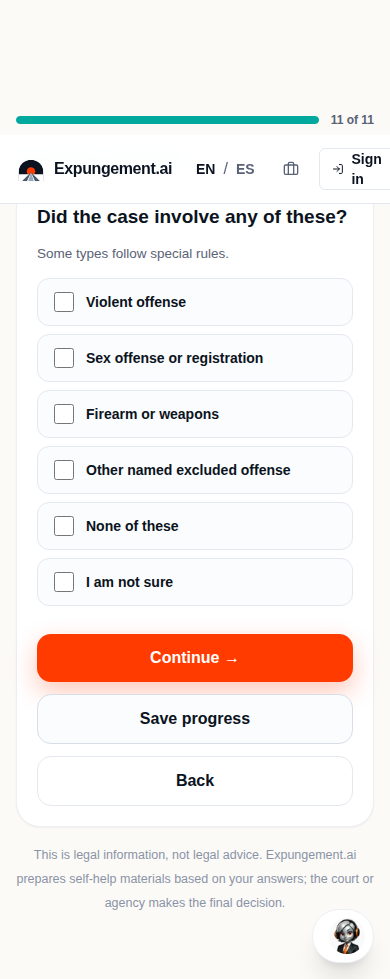 11 of 11
Expungement.ai
EN / ES
Sign in
Did the case involve any of these?
Some types follow special rules.
Violent offense
Sex offense or registration
Firearm or weapons
Other named excluded offense
None of these
I am not sure
Continue →
Save progress
Back
This is legal information, not legal advice. Expungement.ai
prepares self-help materials based on your answers; the court or
agency makes the final decision.